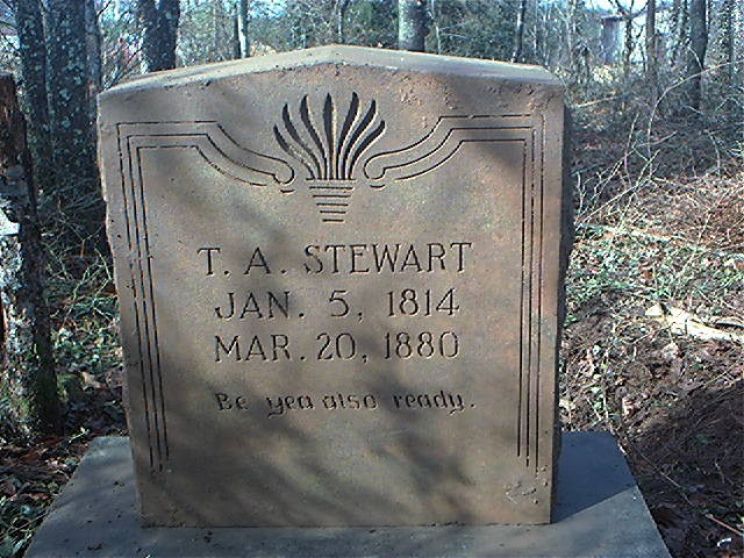 T. A. STEWART
JAN. 5, 1814
MAR. 20, 1880
Be yea also ready.